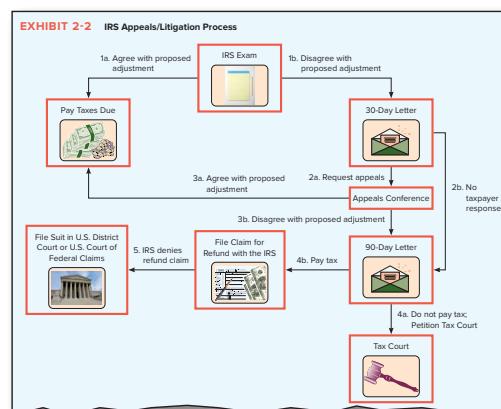 EXHIBIT 2-2 IRS Appeals/Litigation Process
1a. Agree with proposed
adjustment
IRS Exam
1b. Disagree with
proposed adjustment
Pay Taxes Due
30-Day Letter
3a. Agree with proposed
adjustment
2a. Request appeals
2b. No
taxpayer
response
Appeals Conference
3b. Disagree with proposed adjustment
File Suit in U.S. District
Court or U.S. Court of
Federal Claims
5. IRS denies
refund claim
File Claim for
Refund with the IRS
4b. Pay tax
90-Day Letter
4a. Do not pay tax;
Petition Tax Court
Tax Court